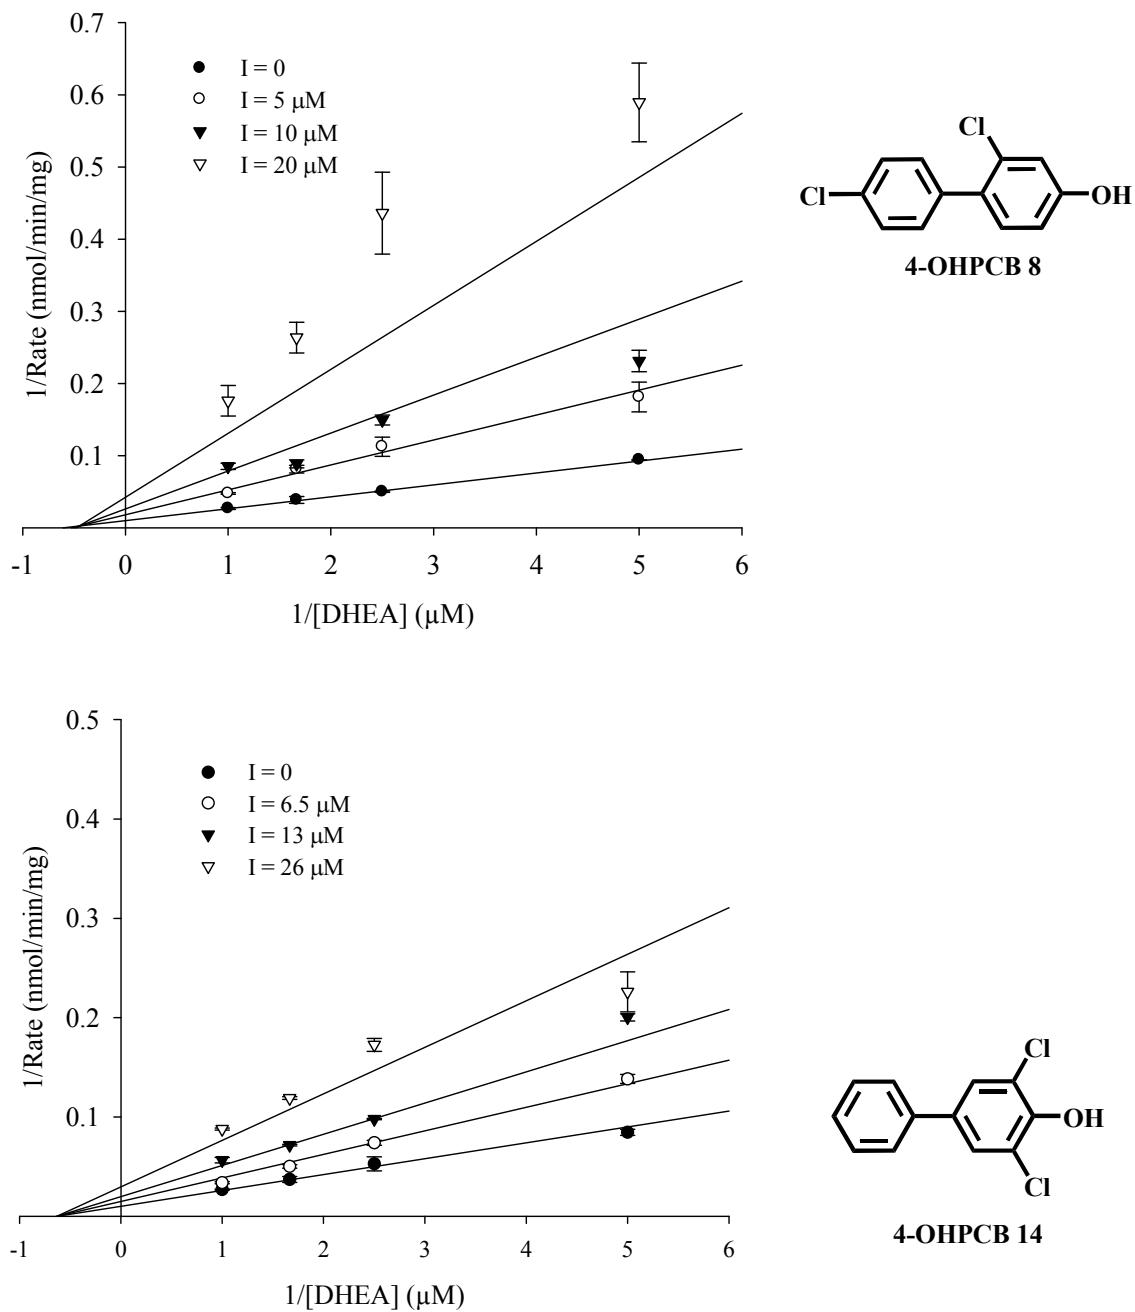 0.7
I = 0
I = 5 μM
I = 10 μM
I = 20 μM
0.6
0.5
0.4
0.3
0.2
0.1
1/Rate (nmol/min/mg)
-1 0 1 2 3 4 5 6
1/[DHEA] (μM)
Cl
Cl
OH
4-OHPCB 8
0.5
I = 0
I = 6.5 μM
I = 13 μM
I = 26 μM
0.4
0.3
0.2
0.1
1/Rate (nmol/min/mg)
-1 0 1 2 3 4 5 6
1/[DHEA] (μM)
Cl
OH
Cl
4-OHPCB 14